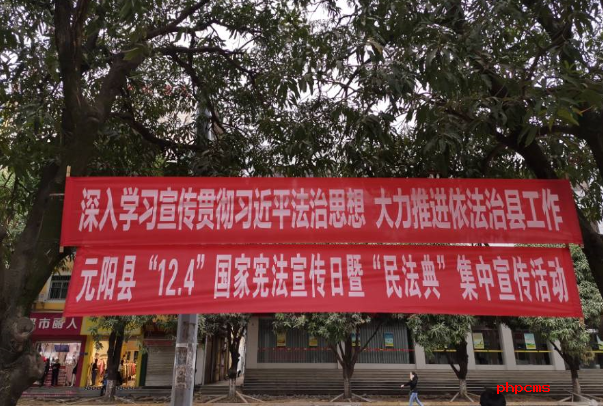 深入学习宣传贯彻习近平法治思想 大力推进依法治县工作
元阳县“12.4”国家宪法宣传日暨“民法典”集中宣传活动
市丽人
php